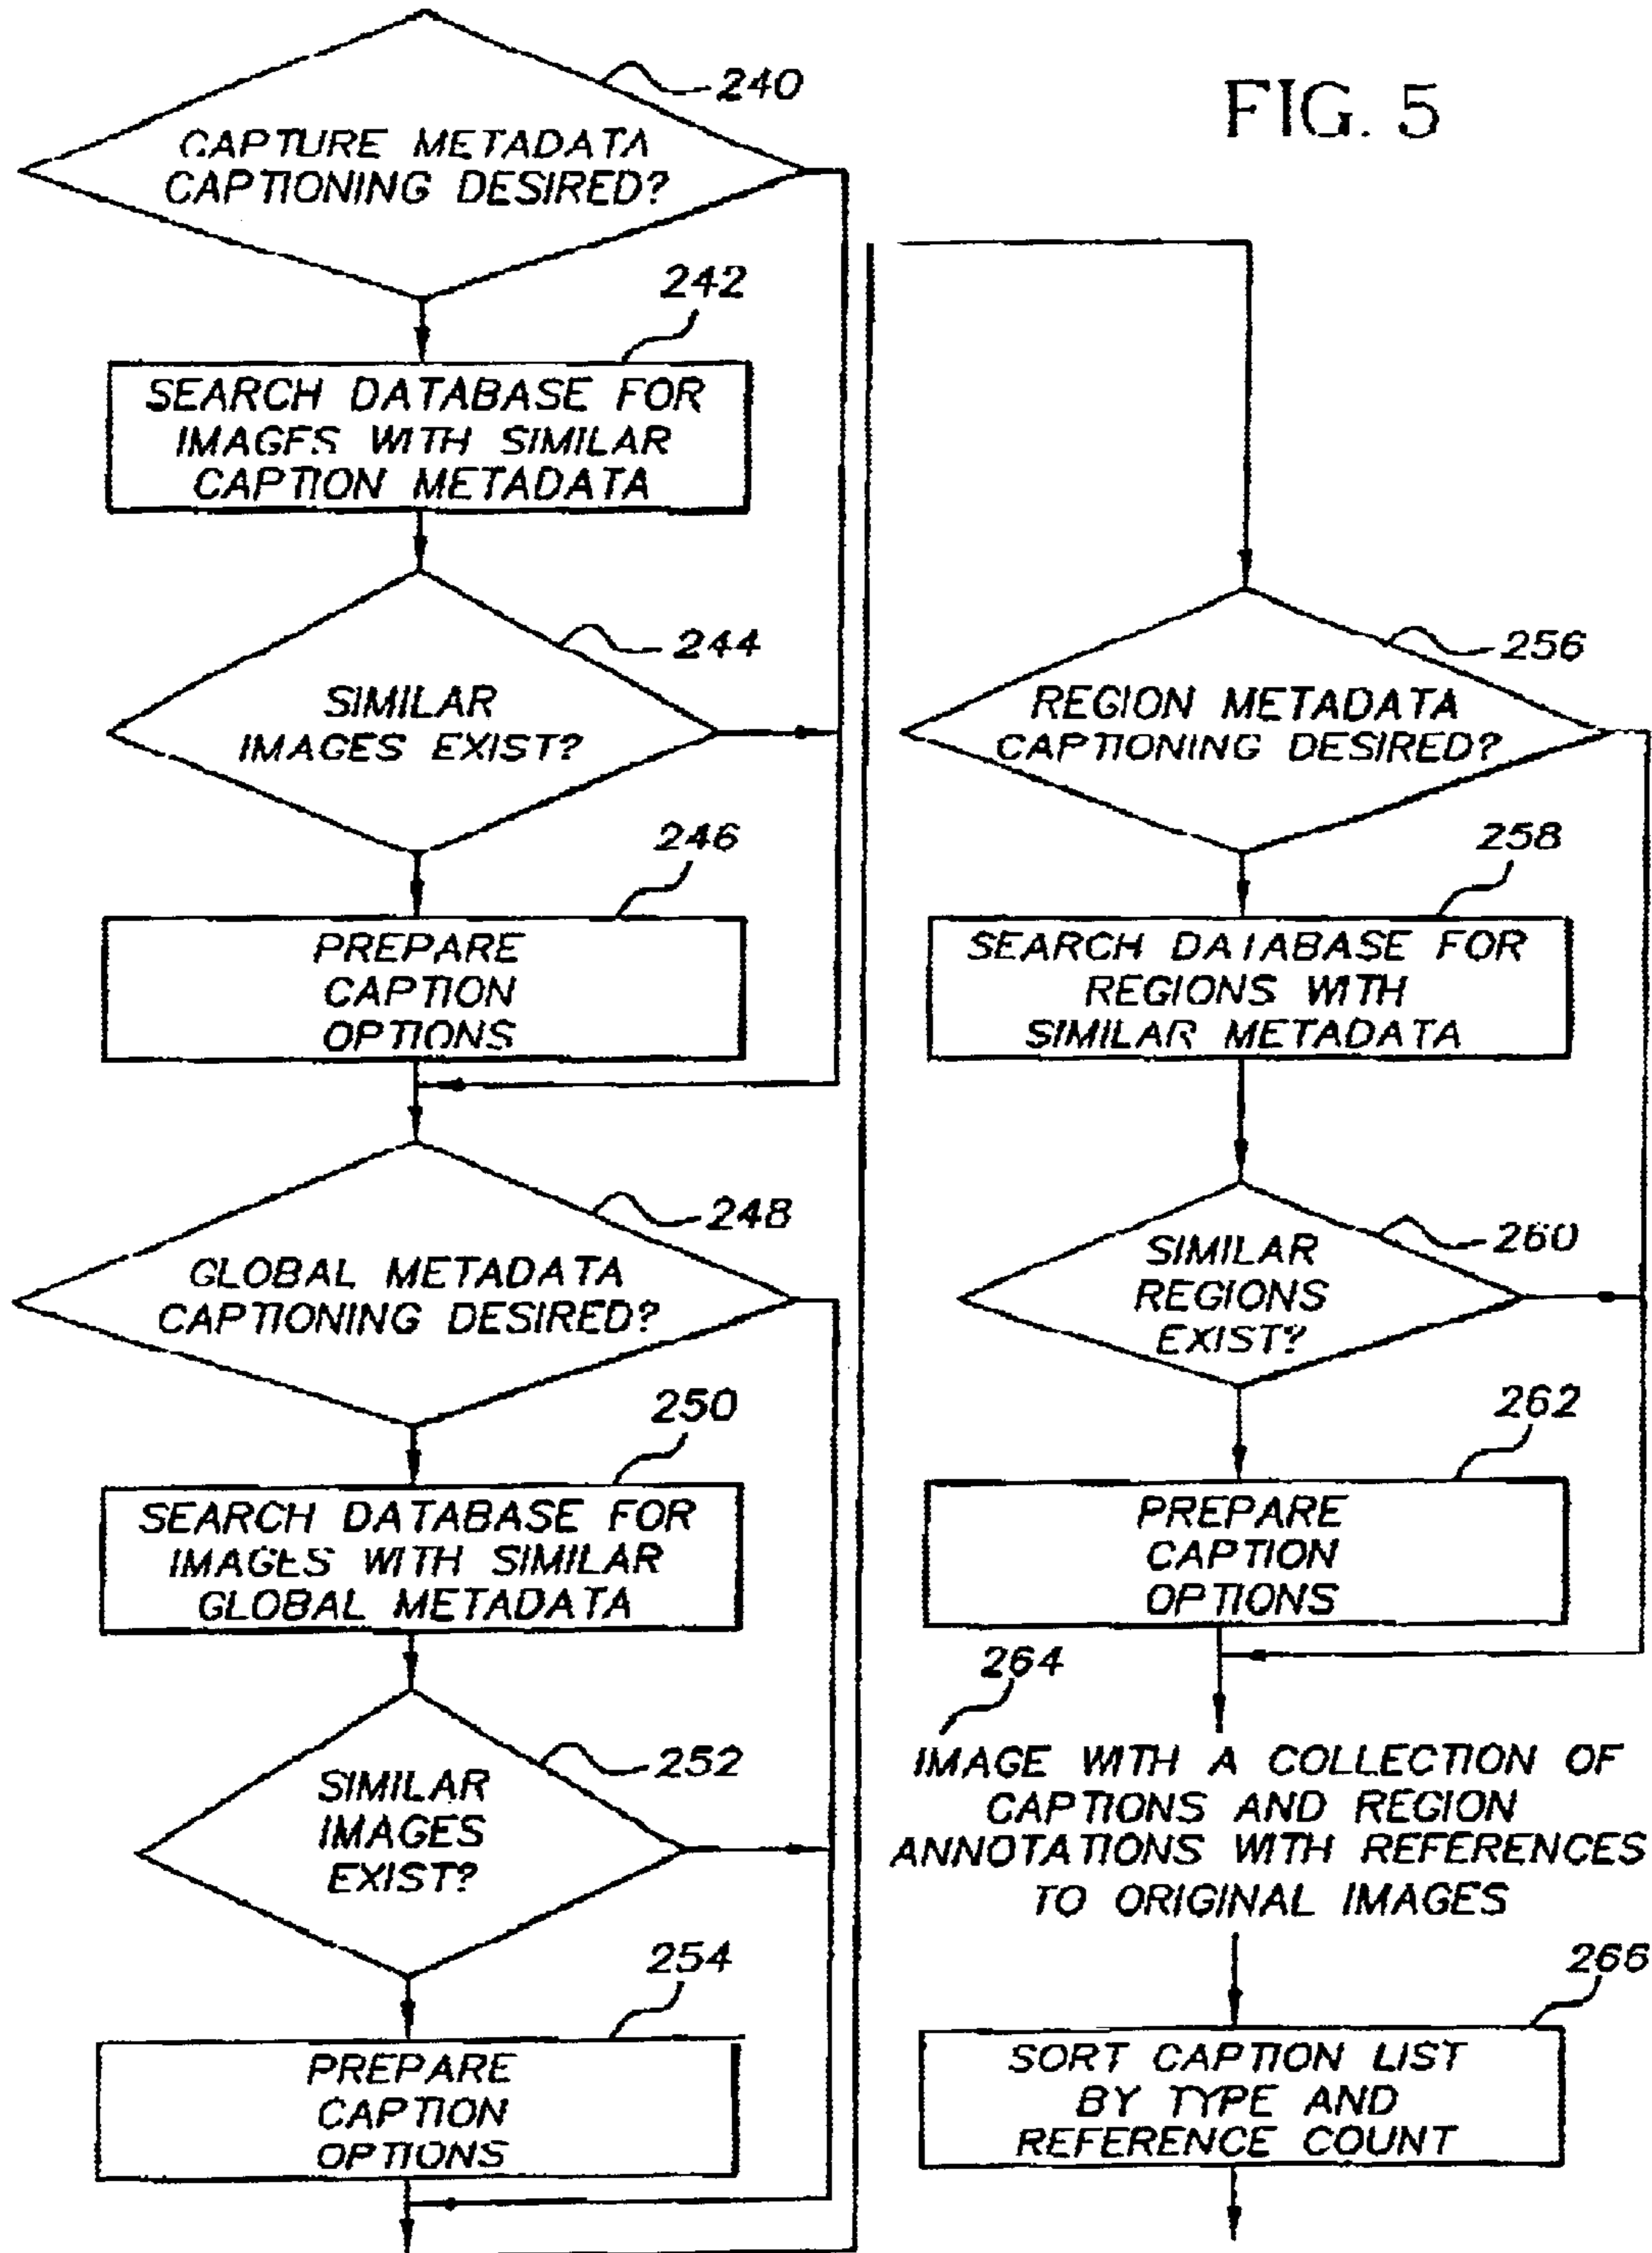 FIG. 5
240
CAPTURE METADATA
CAPTIONING DESIRED?
242
SEARCH DATABASE FOR
IMAGES WITH SIMILAR
CAPTION METADATA
244
SIMILAR
IMAGES EXIST?
246
PREPARE
CAPTION
OPTIONS
248
GLOBAL METADATA
CAPTIONING DESIRED?
250
SEARCH DATABASE FOR
IMAGES WITH SIMILAR
GLOBAL METADATA
252
SIMILAR
IMAGES
EXIST?
254
PREPARE
CAPTION
OPTIONS
256
REGION METADATA
CAPTIONING DESIRED?
258
SEARCH DATABASE FOR
REGIONS WITH
SIMILAR METADATA
260
SIMILAR
REGIONS
EXIST?
262
PREPARE
CAPTION
OPTIONS
264
IMAGE WITH A COLLECTION OF
CAPTIONS AND REGION
ANNOTATIONS WITH REFERENCES
TO ORIGINAL IMAGES
266
SORT CAPTION LIST
BY TYPE AND
REFERENCE COUNT